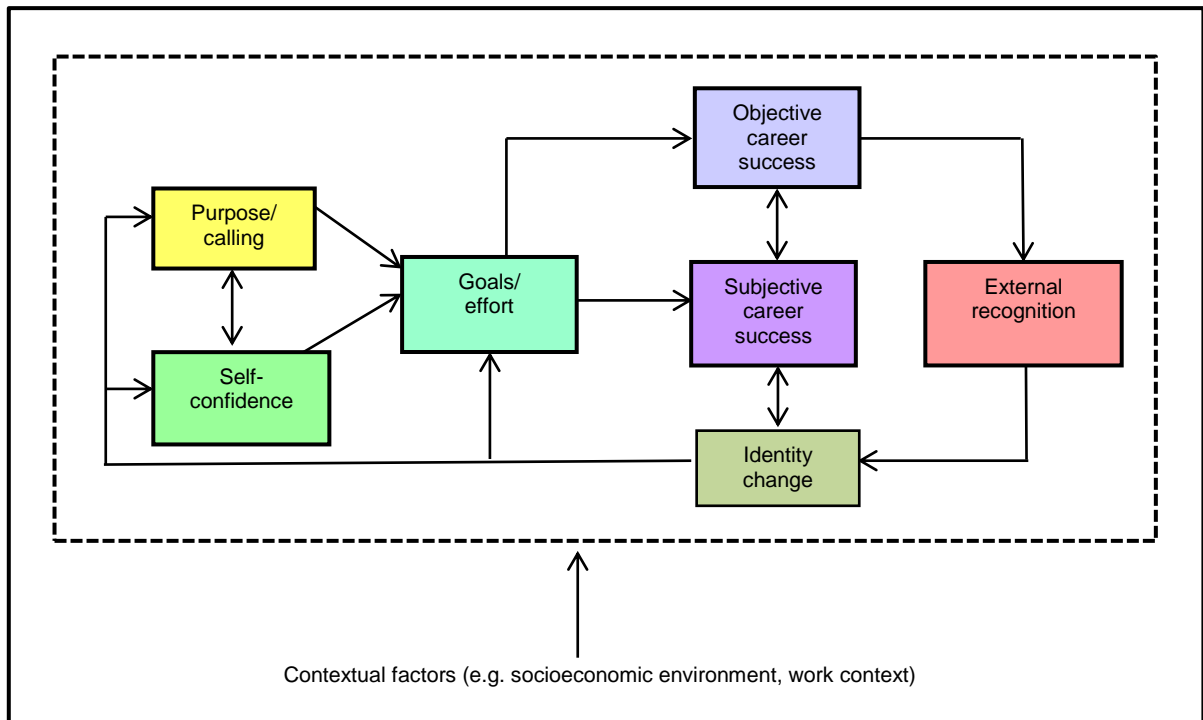 Objective
career
success
Purpose/
calling
Goals/
effort
Subjective
career
success
External
recognition
Self-
confidence
Identity
change
Contextual factors (e.g. socioeconomic environment, work context)